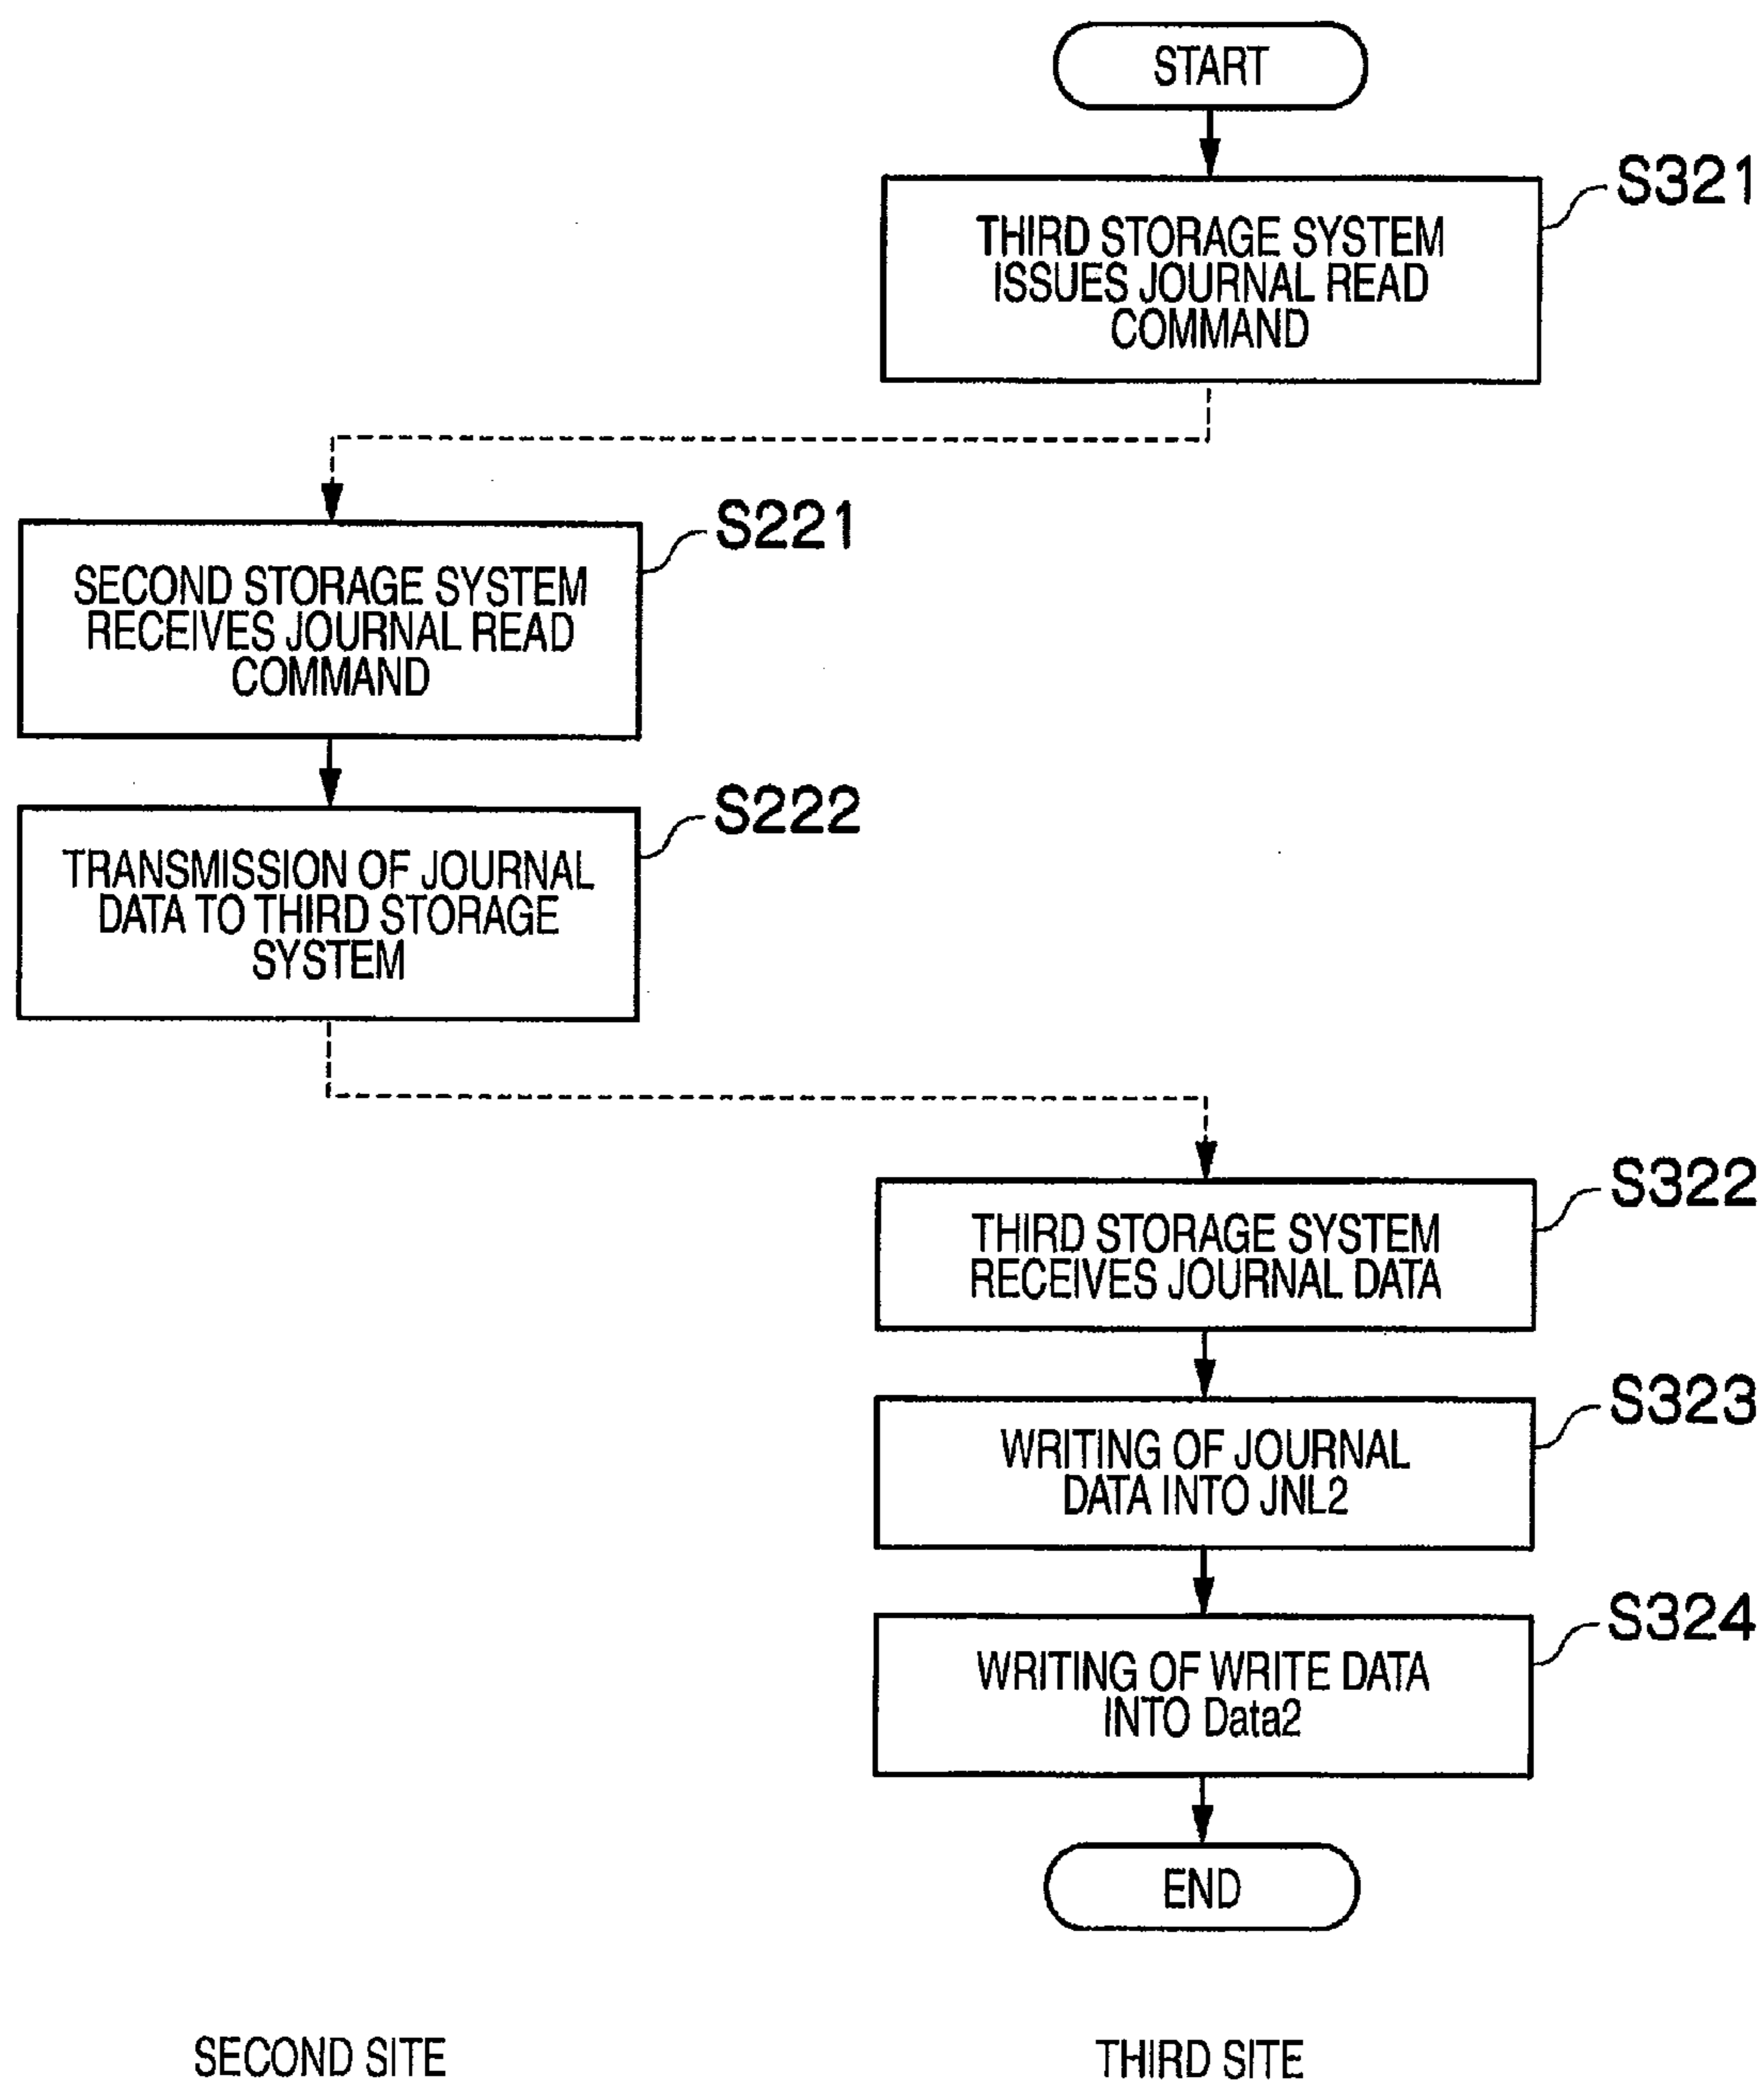 START
S321
THIRD STORAGE SYSTEM
ISSUES JOURNAL READ
COMMAND
S221
SECOND STORAGE SYSTEM
RECEIVES JOURNAL READ
COMMAND
S222
TRANSMISSION OF JOURNAL
DATA TO THIRD STORAGE
SYSTEM
S322
THIRD STORAGE SYSTEM
RECEIVES JOURNAL DATA
S323
WRITING OF JOURNAL
DATA INTO JNL2
S324
WRITING OF WRITE DATA
INTO Data2
END
SECOND SITE
THIRD SITE